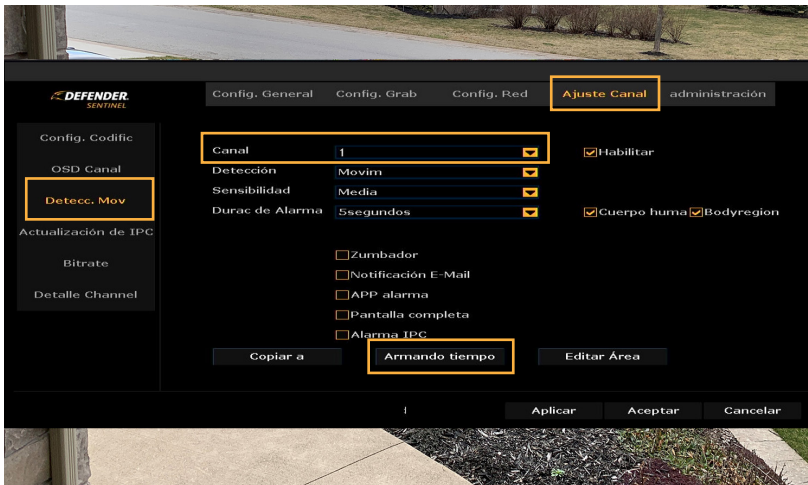 DEFENDER
SENTINEL
Config. General Config. Grab Config. Red Ajuste Canal administración
Config. Codific
OSD Canal
Detecc. Mov
Actualización de IPC
Bitrate
Detalle Channel
Canal 1 Habilitar
Detección Movim
Sensibilidad Media
Durac de Alarma 5segundos Cuerpo huma Bodyregion
Zumbador
Notificación E-Mail
APP alarma
Pantalla completa
Alarma IPC
Copiar a Armando tiempo Editar Área
Aplicar Aceptar Cancelar